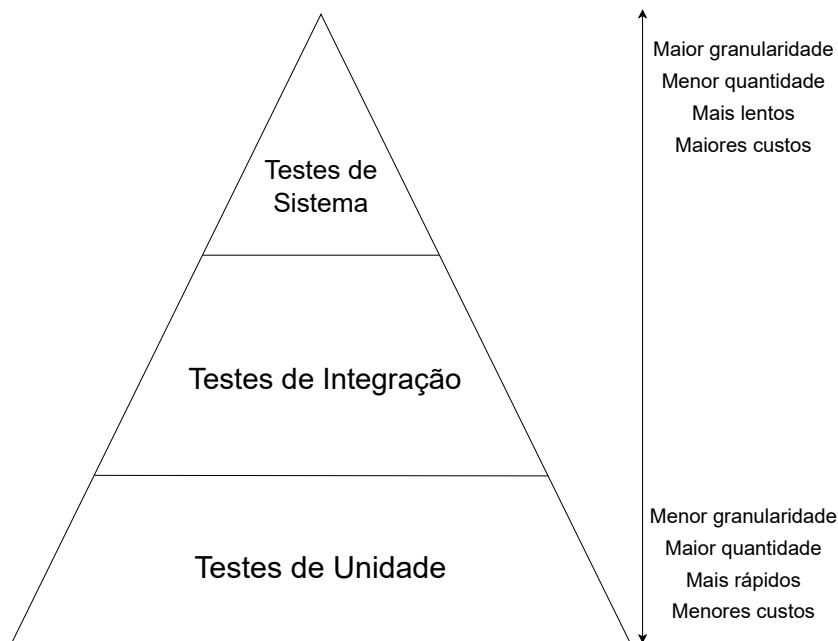 Maior granularidade
Menor quantidade
Mais lentos
Maiores custos
Testes de
Sistema
Testes de Integração
Testes de Unidade
Menor granularidade
Maior quantidade
Mais rápidos
Menores custos